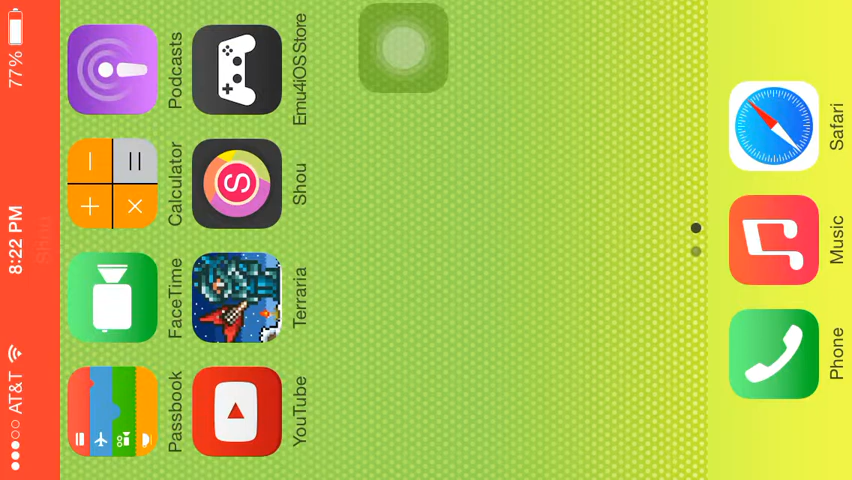 AT&T 8:22 PM 77%
Passbook FaceTime Calculator Podcasts
YouTube Terraria Shou Emu4iOSStore
Phone Music Safari